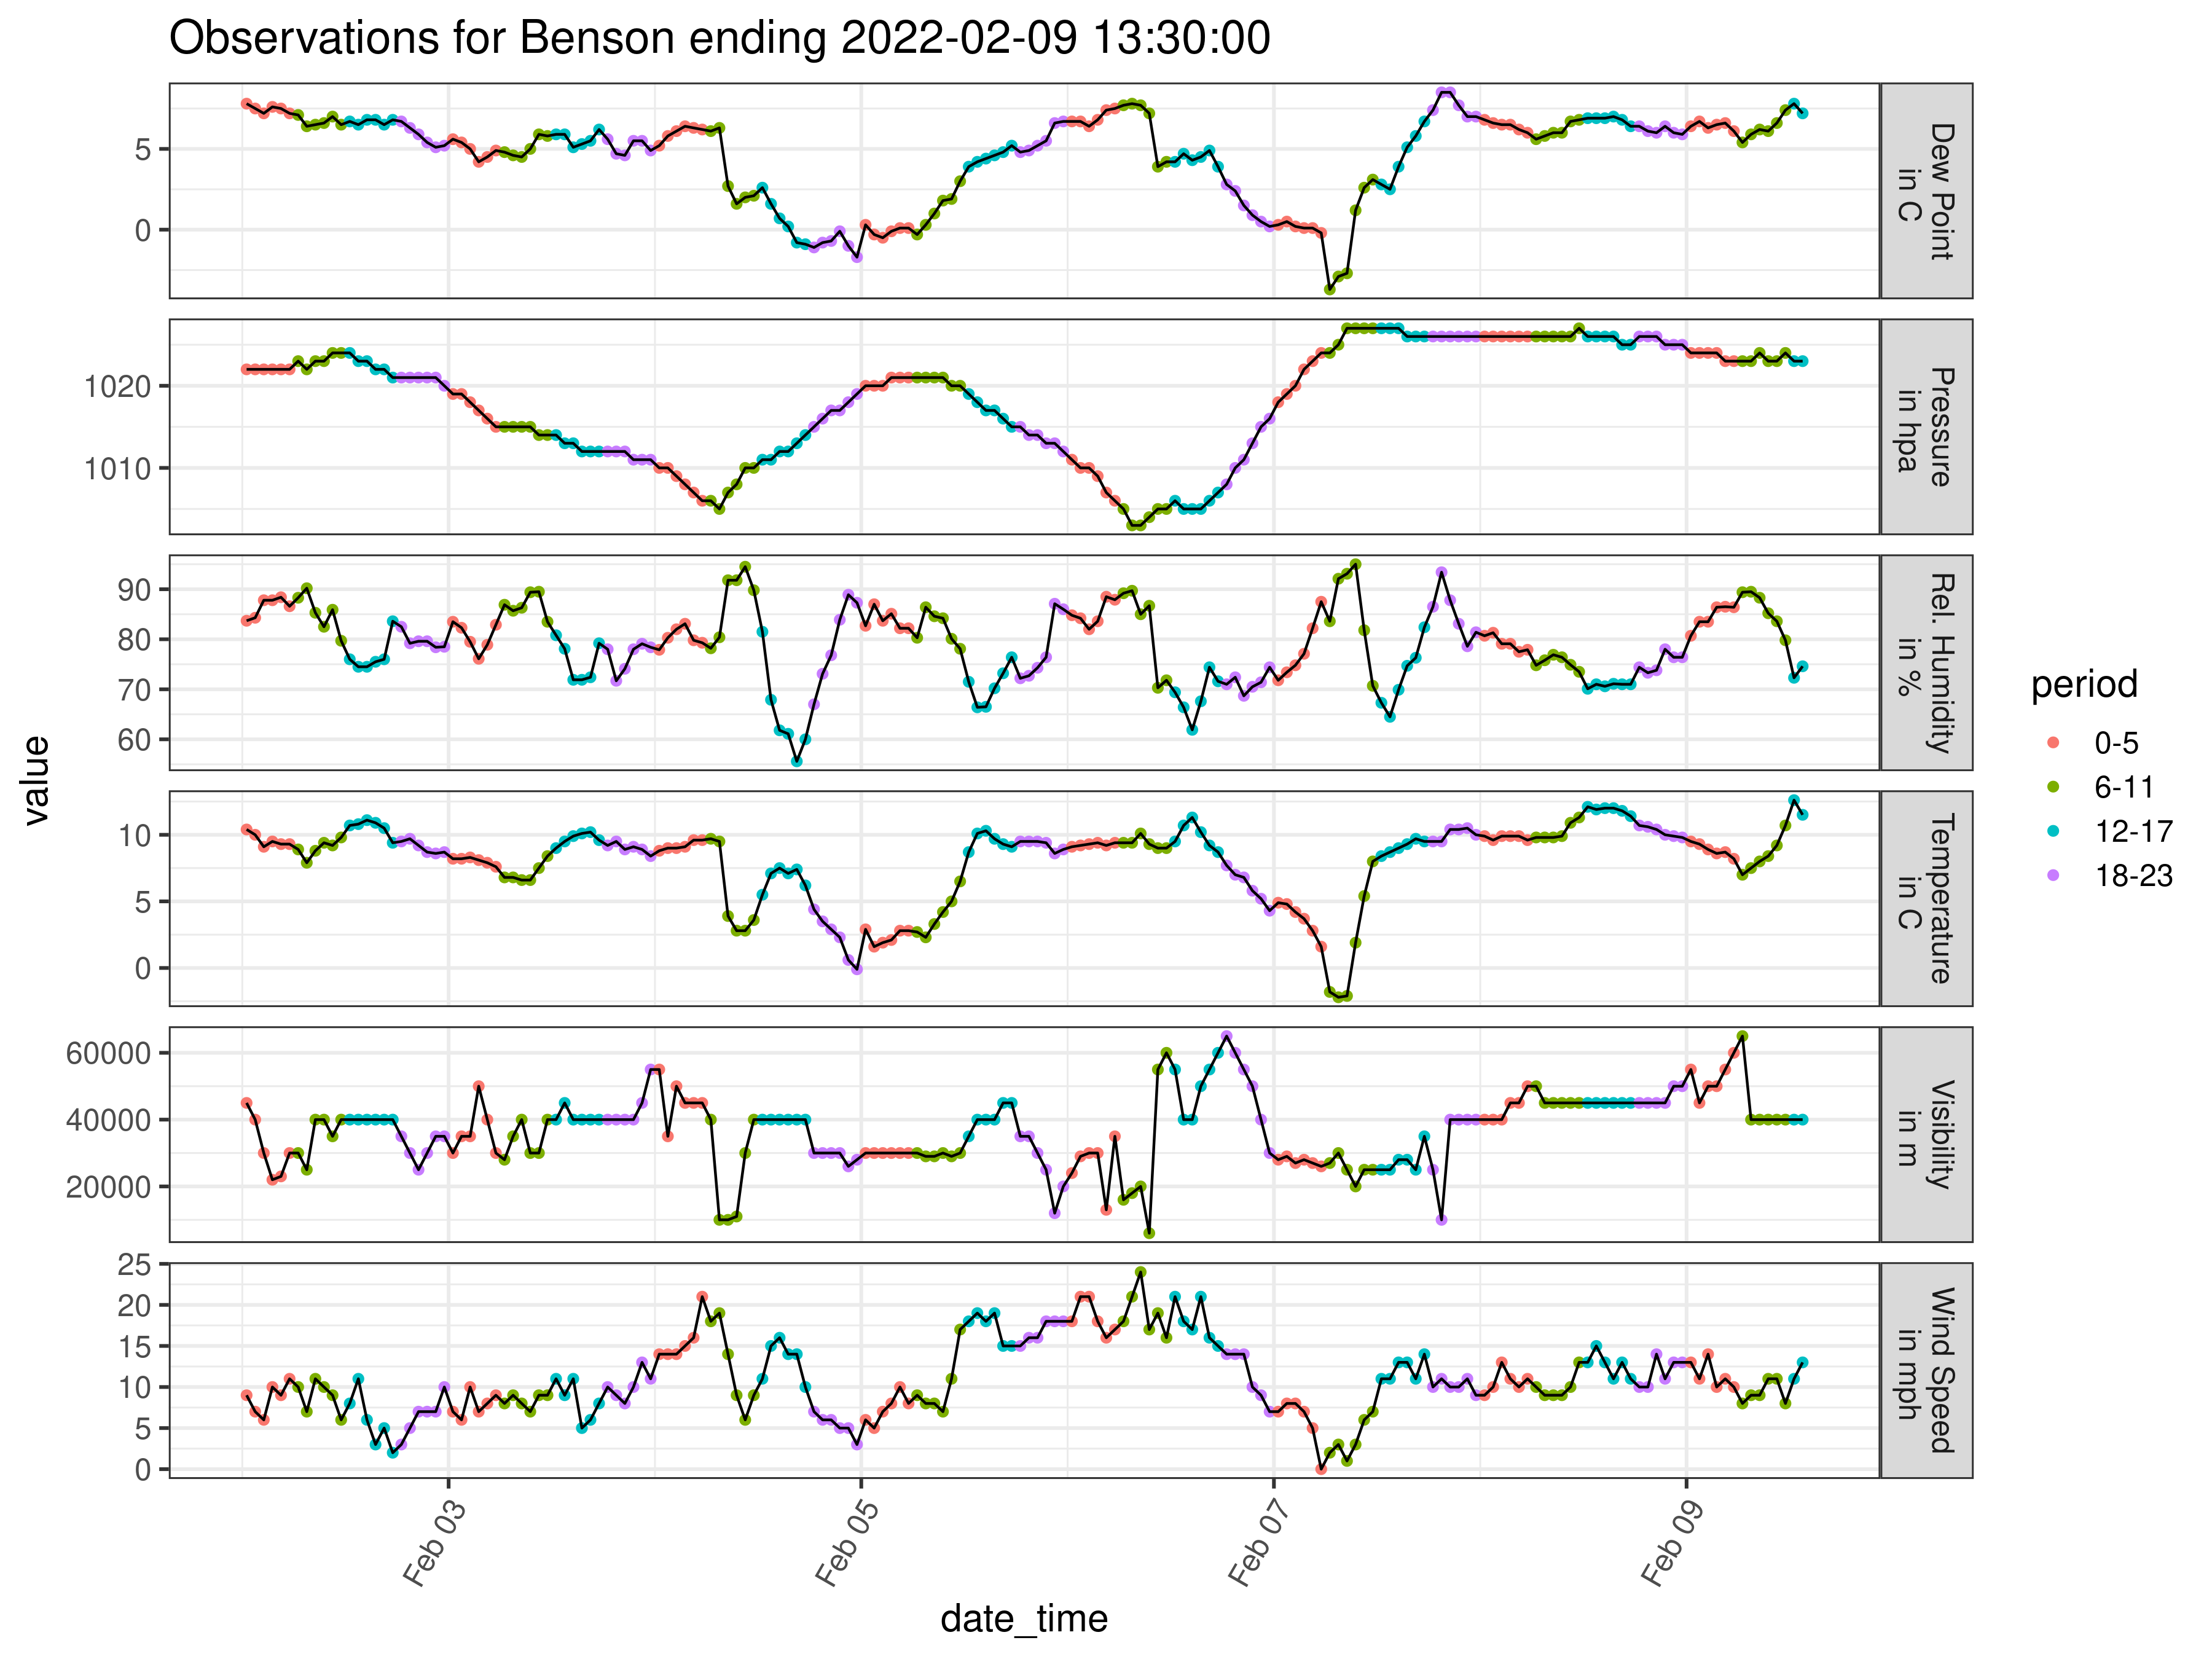 Observations for Benson ending 2022-02-09 13:30:00
value
5
0
Dew Point
in C
1020
1010
Pressure
in hpa
90
80
70
60
Rel. Humidity
in %
10
5
0
Temperature
in C
60000
40000
20000
Visibility
in m
25
20
15
10
5
0
Wind Speed
in mph
Feb 03
Feb 05
Feb 07
Feb 09
date_time
period
0-5
6-11
12-17
18-23